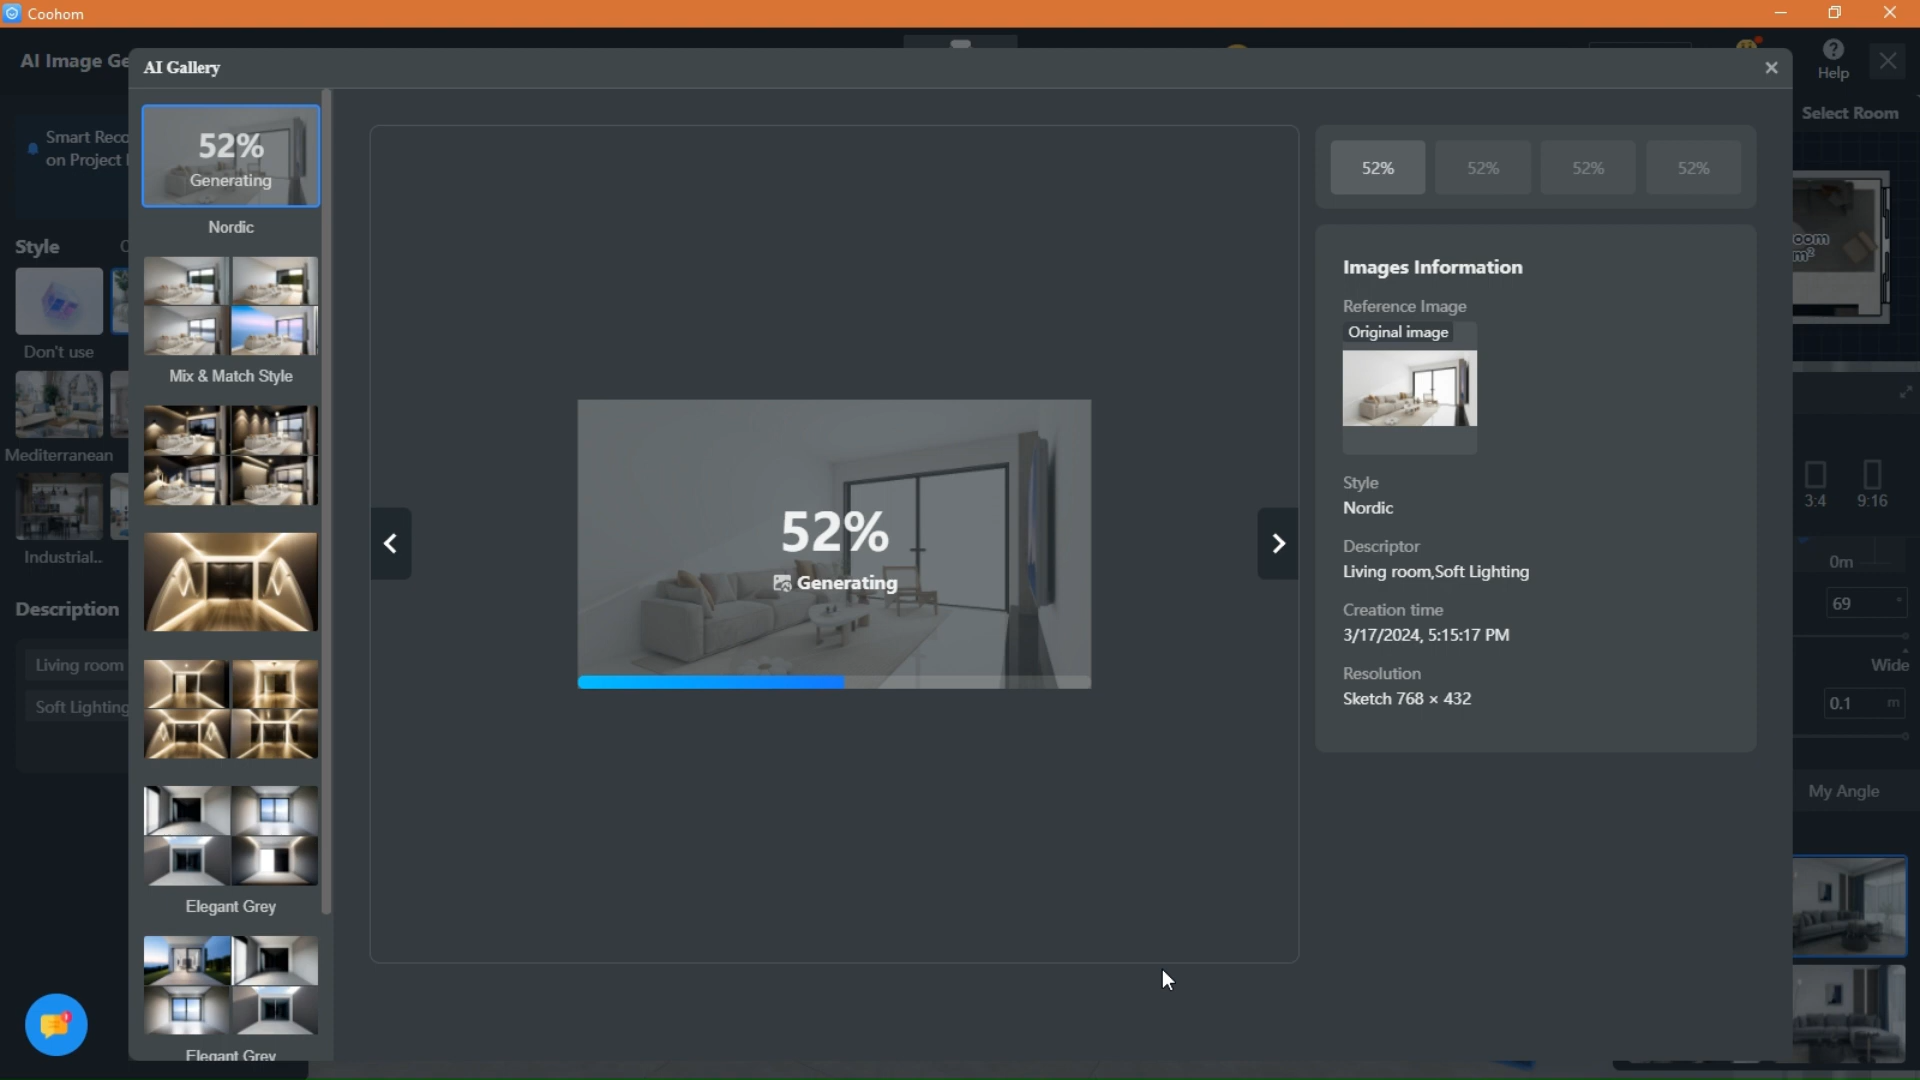 Coohom
AI Image Ge
AI Gallery
Help
Select Room
Smart Reco
on Project
52%
Generating
Nordic
52%
52%
52%
52%
Style
Don't use
Mix & Match Style
Mediterranean
Industrial..
Images Information
Reference Image
Original image
Style
Nordic
Descriptor
Living room,Soft Lighting
Creation time
3/17/2024, 5:15:17 PM
Resolution
Sketch 768 × 432
52%
Generating
oom
m²
3:4
9:16
0m
69
°
Wide
0.1
m
My Angle
Description
Living room
Soft Lighting
Elegant Grey
Elegant Grey